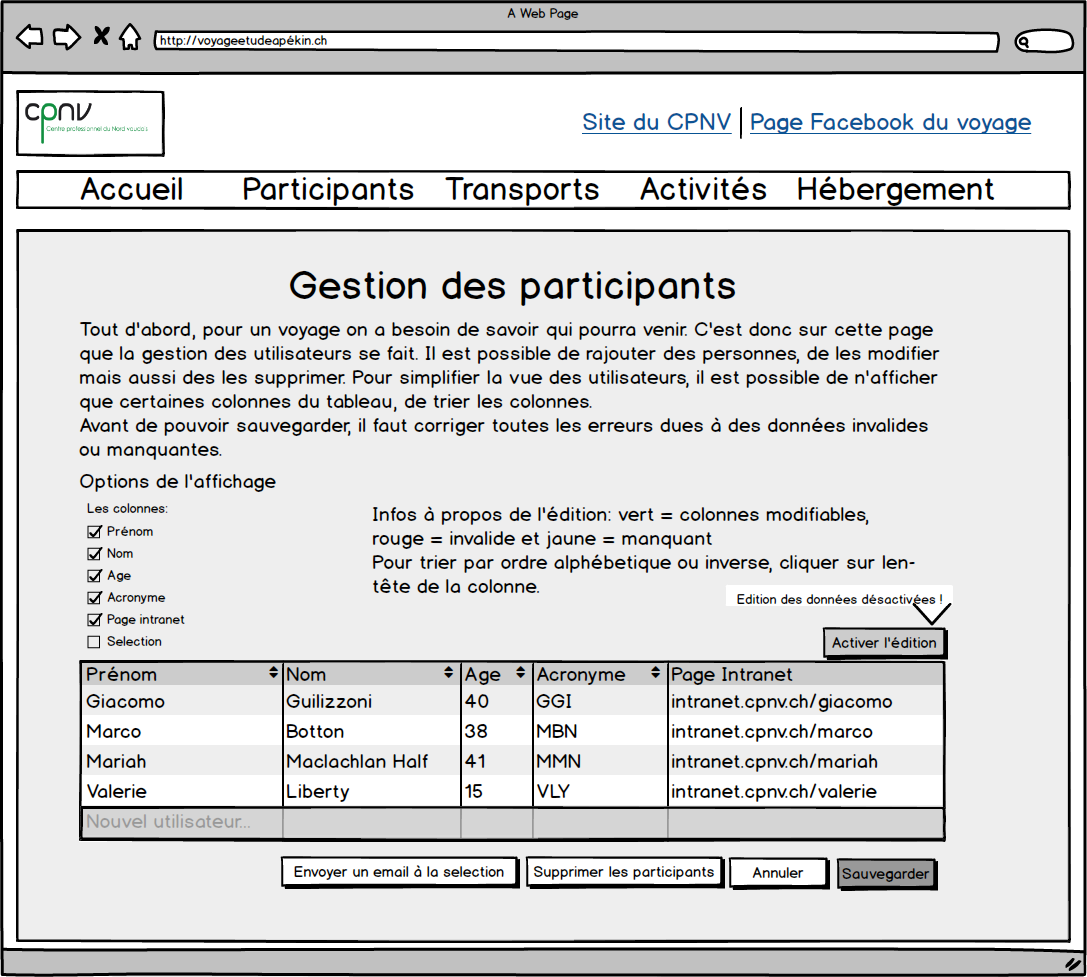 A Web Page
http://voyageetudeapékin.ch
cpnv
Centre professionnel du Nord vaudois
Site du CPNV | Page Facebook du voyage
Accueil Participants Transports Activités Hébergement
Gestion des participants
Tout d'abord, pour un voyage on a besoin de savoir qui pourra venir. C'est donc sur cette page
que la gestion des utilisateurs se fait. Il est possible de rajouter des personnes, de les modifier
mais aussi des les supprimer. Pour simplifier la vue des utilisateurs, il est possible de n'afficher
que certaines colonnes du tableau, de trier les colonnes.
Avant de pouvoir sauvegarder, il faut corriger toutes les erreurs dues à des données invalides
ou manquantes.
Options de l'affichage
Les colonnes:
Prénom
Nom
Age
Acronyme
Page intranet
Selection
Infos à propos de l'édition: vert = colonnes modifiables,
rouge = invalide et jaune = manquant
Pour trier par ordre alphébetique ou inverse, cliquer sur len-
tête de la colonne.
Edition des données désactivées !
Activer l'édition
Prénom Nom Age Acronyme Page Intranet
Giacomo Guilizzoni 40 GGI intranet.cpnv.ch/giacomo
Marco Botton 38 MBN intranet.cpnv.ch/marco
Mariah Maclachlan Half 41 MMN intranet.cpnv.ch/mariah
Valerie Liberty 15 VLY intranet.cpnv.ch/valerie
Nouvel utilisateur...
Envoyer un email à la selection Supprimer les participants Annuler Sauvegarder